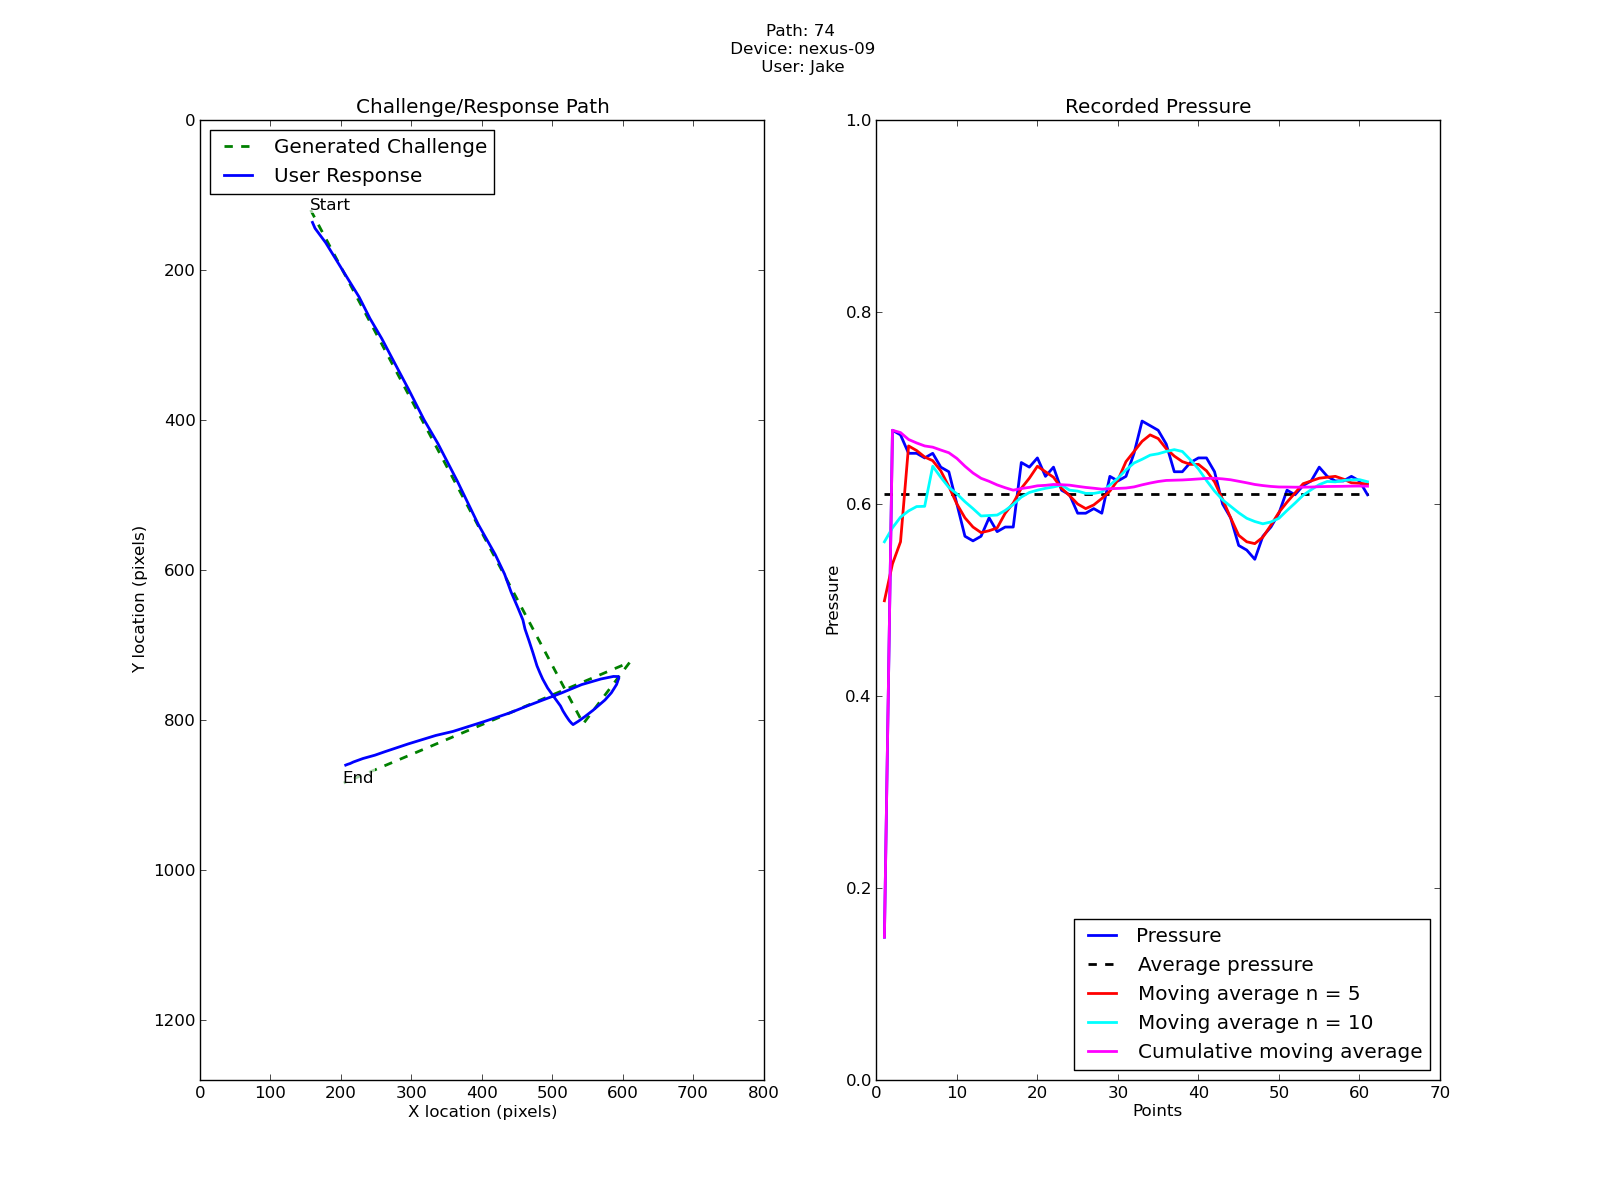 Path: 74
Device: nexus-09
User: Jake
Challenge/Response Path
Generated Challenge
User Response
Start
End
0
200
400
600
800
1000
1200
Y location (pixels)
0 100 200 300 400 500 600 700 800
X location (pixels)
Recorded Pressure
1.0
0.8
0.6
0.4
0.2
0.0
Pressure
Pressure
Average pressure
Moving average n = 5
Moving average n = 10
Cumulative moving average
0 10 20 30 40 50 60 70
Points